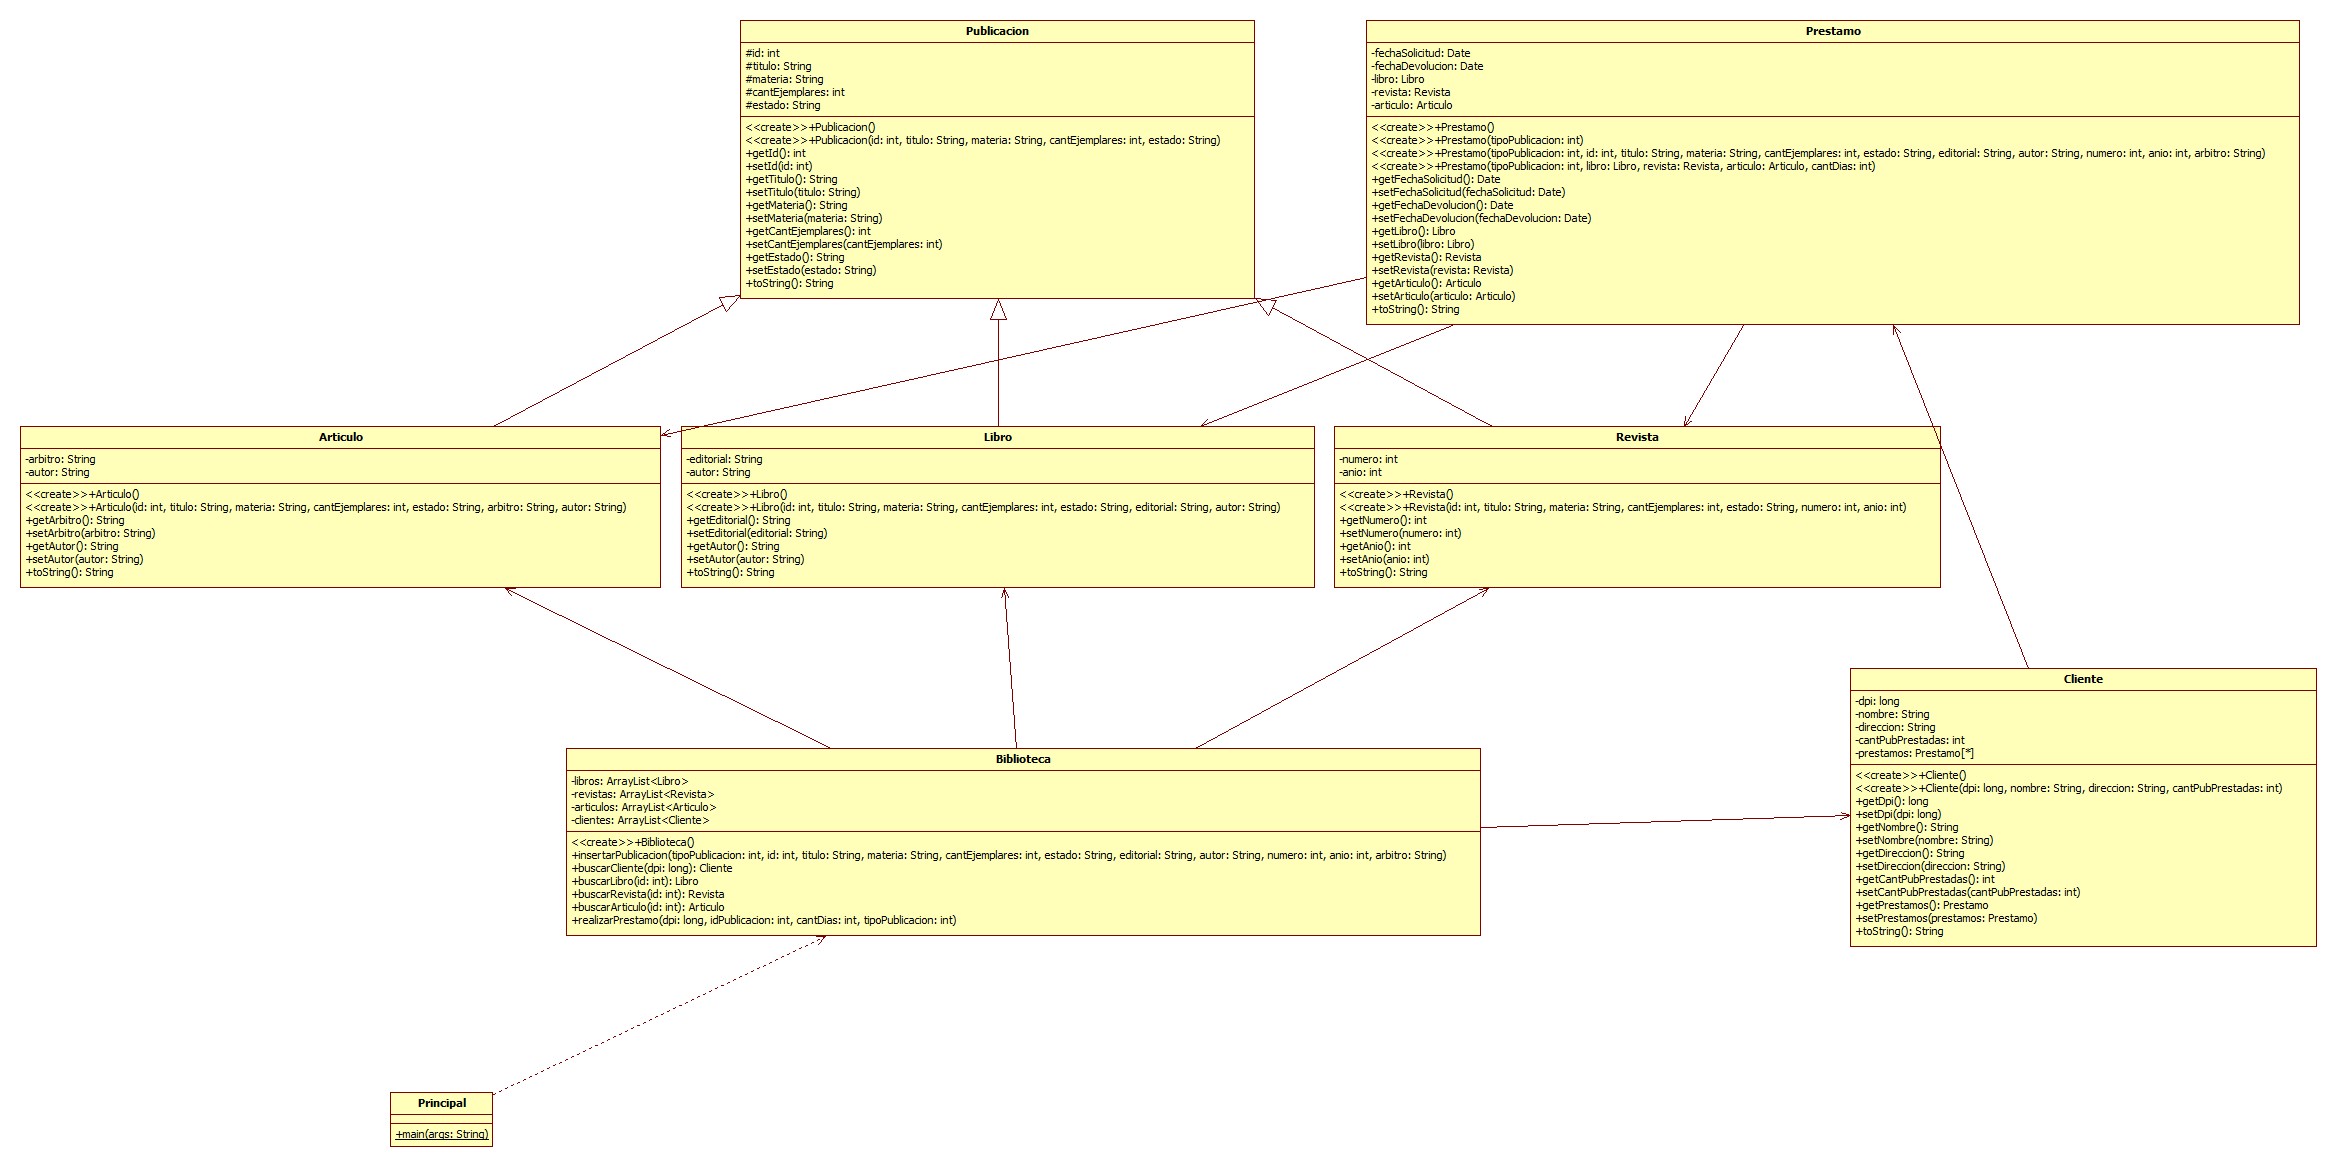 Publicacion
#id: int
#titulo: String
#materia: String
#cantEjemplares: int
#estado: String
<<create>>+Publicacion()
<<create>>+Publicacion(id: int, titulo: String, materia: String, cantEjemplares: int, estado: String)
+getId(): int
+setId(id: int)
+getTitulo(): String
+setTitulo(titulo: String)
+getMateria(): String
+setMateria(materia: String)
+getCantEjemplares(): int
+setCantEjemplares(cantEjemplares: int)
+getEstado(): String
+setEstado(estado: String)
+toString(): String
Prestamo
-fechaSolicitud: Date
-fechaDevolucion: Date
-libro: Libro
-revista: Revista
-articulo: Articulo
<<create>>+Prestamo()
<<create>>+Prestamo(tipoPublicacion: int)
<<create>>+Prestamo(tipoPublicacion: int, id: int, titulo: String, materia: String, cantEjemplares: int, estado: String, editorial: String, autor: String, numero: int, anio: int, arbitro: String)
<<create>>+Prestamo(tipoPublicacion: int, libro: Libro, revista: Revista, articulo: Articulo, cantDias: int)
+getFechaSolicitud(): Date
+setFechaSolicitud(fechaSolicitud: Date)
+getFechaDevolucion(): Date
+setFechaDevolucion(fechaDevolucion: Date)
+getLibro(): Libro
+setLibro(libro: Libro)
+getRevista(): Revista
+setRevista(revista: Revista)
+getArticulo(): Articulo
+setArticulo(articulo: Articulo)
+toString(): String
Articulo
-arbitro: String
-autor: String
<<create>>+Articulo()
<<create>>+Articulo(id: int, titulo: String, materia: String, cantEjemplares: int, estado: String, arbitro: String, autor: String)
+getArbitro(): String
+setArbitro(arbitro: String)
+getAutor(): String
+setAutor(autor: String)
+toString(): String
Libro
-editorial: String
-autor: String
<<create>>+Libro()
<<create>>+Libro(id: int, titulo: String, materia: String, cantEjemplares: int, estado: String, editorial: String, autor: String)
+getEditorial(): String
+setEditorial(editorial: String)
+getAutor(): String
+setAutor(autor: String)
+toString(): String
Revista
-numero: int
-anio: int
<<create>>+Revista()
<<create>>+Revista(id: int, titulo: String, materia: String, cantEjemplares: int, estado: String, numero: int, anio: int)
+getNumero(): int
+setNumero(numero: int)
+getAnio(): int
+setAnio(anio: int)
+toString(): String
Cliente
-dpi: long
-nombre: String
-direccion: String
-cantPubPrestadas: int
-prestamos: Prestamo[*]
<<create>>+Cliente()
<<create>>+Cliente(dpi: long, nombre: String, direccion: String, cantPubPrestadas: int)
+getDpi(): long
+setDpi(dpi: long)
+getNombre(): String
+setNombre(nombre: String)
+getDireccion(): String
+setDireccion(direccion: String)
+getCantPubPrestadas(): int
+setCantPubPrestadas(cantPubPrestadas: int)
+getPrestamos(): Prestamo
+setPrestamos(prestamos: Prestamo)
+toString(): String
Biblioteca
-libros: ArrayList<Libro>
-revistas: ArrayList<Revista>
-articulos: ArrayList<Articulo>
-clientes: ArrayList<Cliente>
<<create>>+Biblioteca()
+insertarPublicacion(tipoPublicacion: int, id: int, titulo: String, materia: String, cantEjemplares: int, estado: String, editorial: String, autor: String, numero: int, anio: int, arbitro: String)
+buscarCliente(dpi: long): Cliente
+buscarLibro(id: int): Libro
+buscarRevista(id: int): Revista
+buscarArticulo(id: int): Articulo
+realizarPrestamo(dpi: long, idPublicacion: int, cantDias: int, tipoPublicacion: int)
Principal
+main(args: String)